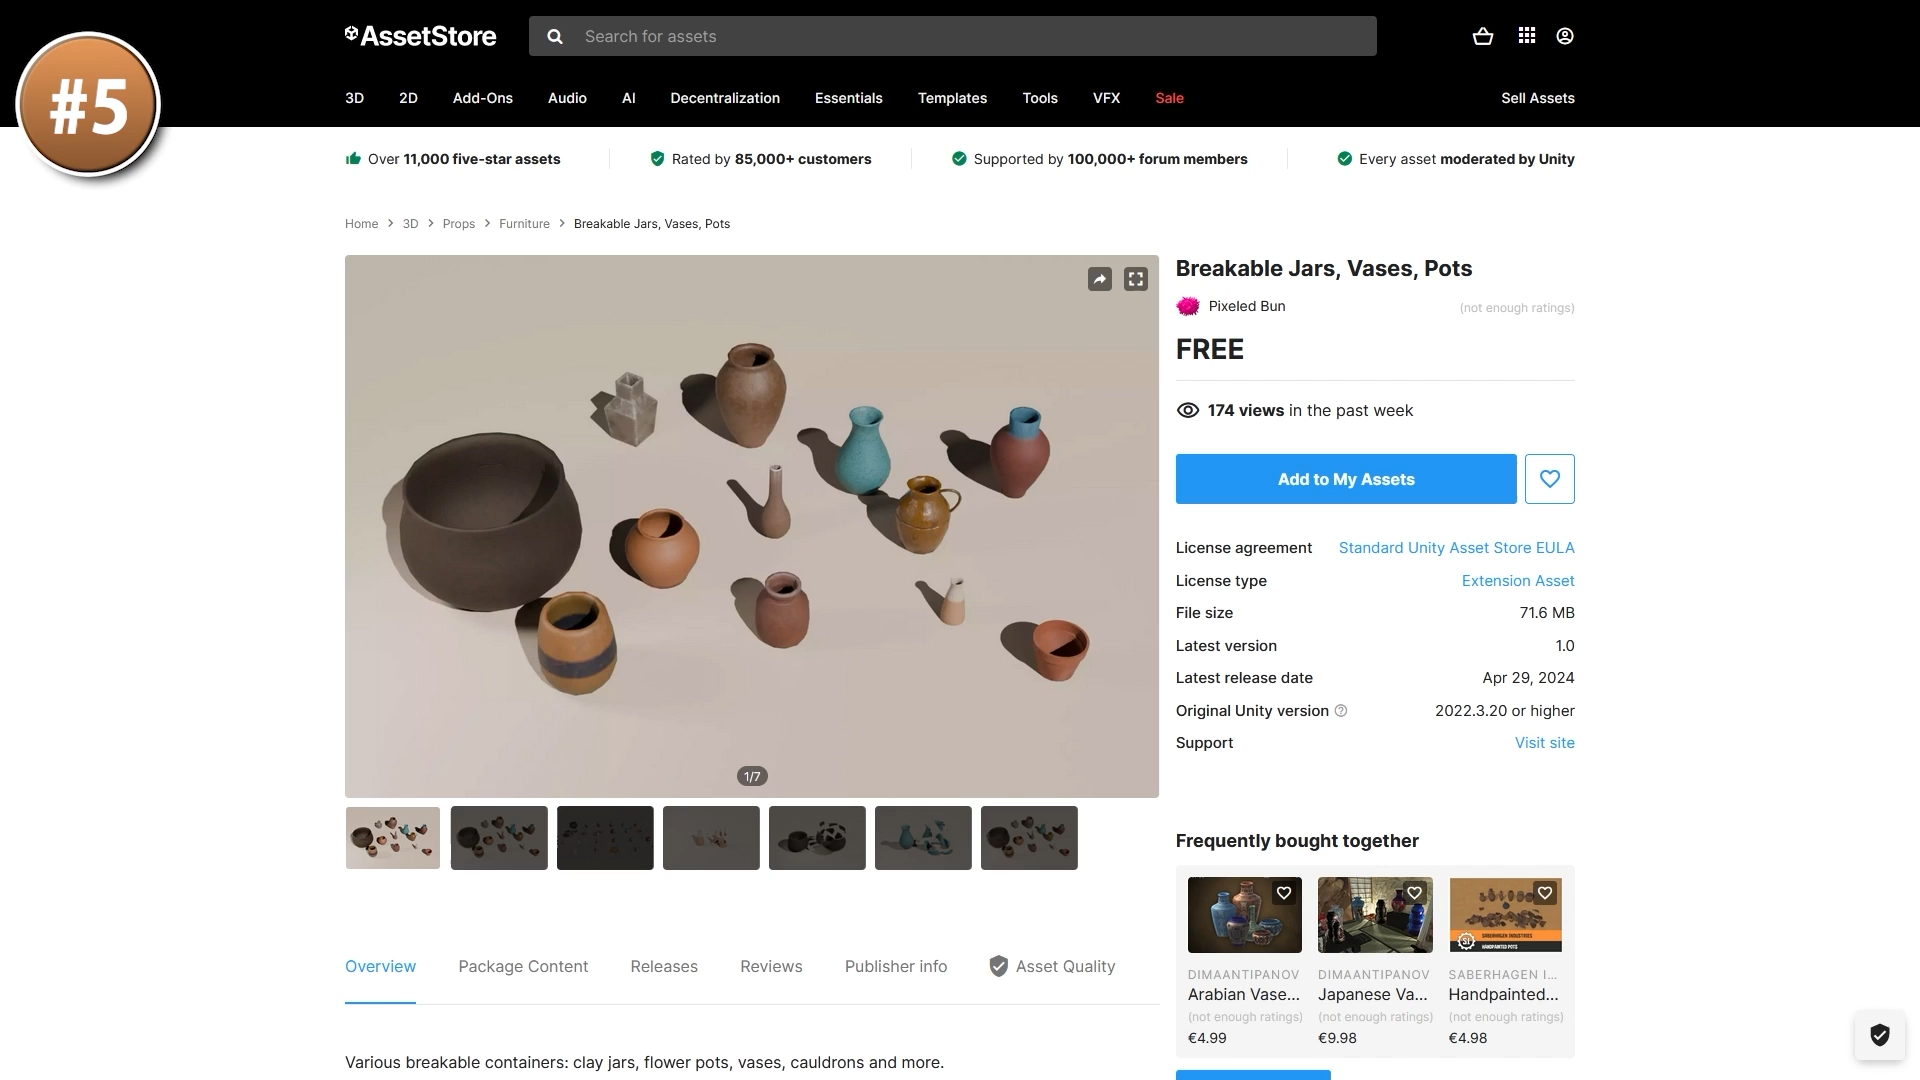 #5
AssetStore
Search for assets
3D 2D Add-Ons Audio AI Decentralization Essentials Templates Tools VFX Sale Sell Assets
Over 11,000 five-star assets
Rated by 85,000+ customers
Supported by 100,000+ forum members
Every asset moderated by Unity
Home > 3D > Props > Furniture > Breakable Jars, Vases, Pots
1/7
Breakable Jars, Vases, Pots
Pixeled Bun (not enough ratings)
FREE
174 views in the past week
Add to My Assets
License agreement Standard Unity Asset Store EULA
License type Extension Asset
File size 71.6 MB
Latest version 1.0
Latest release date Apr 29, 2024
Original Unity version 2022.3.20 or higher
Support Visit site
Frequently bought together
SABERHAGEN INDUSTRIES
HANDPAINTED POTS
DIMAANTIPANOV DIMAANTIPANOV SABERHAGEN I...
Arabian Vase... Japanese Va... Handpainted...
(not enough ratings) (not enough ratings) (not enough ratings)
€4.99 €9.98 €4.98
Overview Package Content Releases Reviews Publisher info Asset Quality
Various breakable containers: clay jars, flower pots, vases, cauldrons and more.